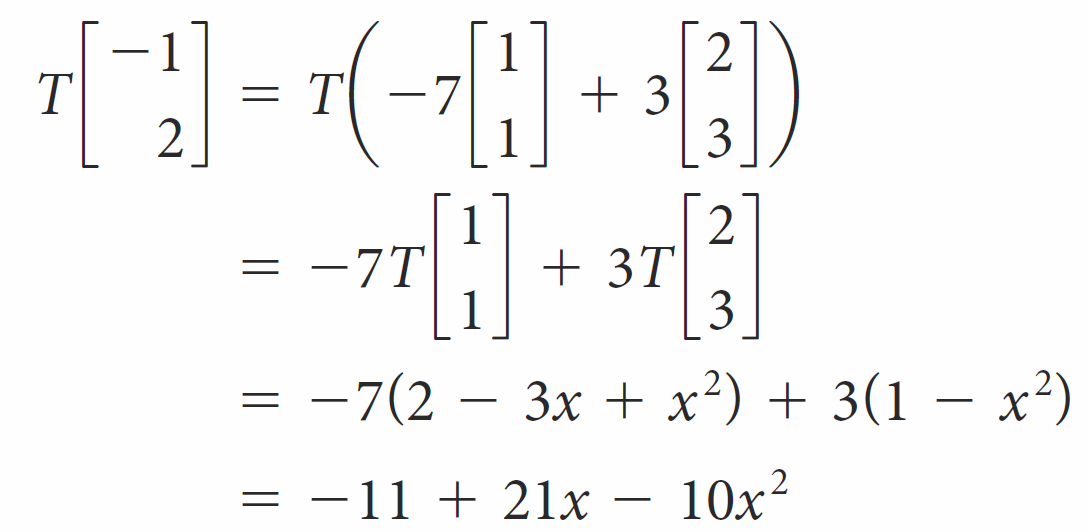 T[−1 2] = T(−7[1 1] + 3[2 3])
= −7T[1 1] + 3T[2 3]
= −7(2 − 3x + x²) + 3(1 − x²)
= −11 + 21x − 10x²